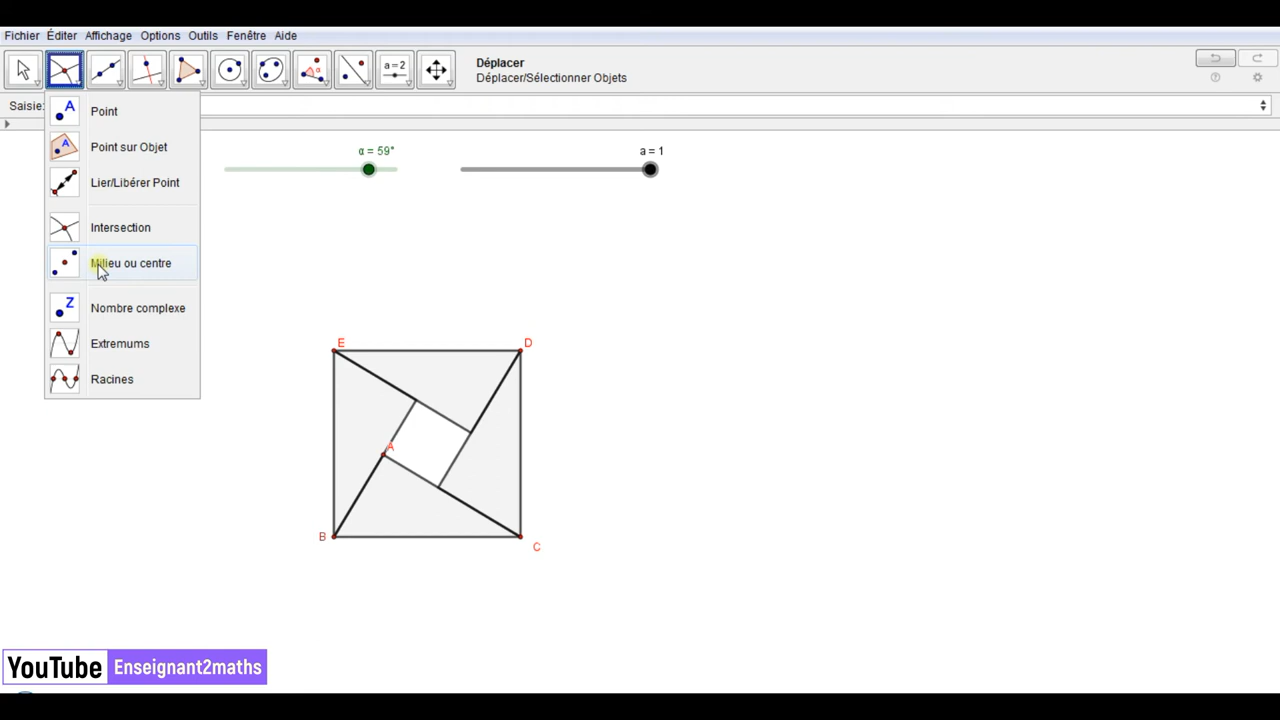 Fichier Éditer Affichage Options Outils Fenêtre Aide
Déplacer
Déplacer/Sélectionner Objets
a = 2
Saisie:
A Point
A Point sur Objet
Lier/Libérer Point
Intersection
Milieu ou centre
Z Nombre complexe
Extremums
Racines
α = 59°
a = 1
E
D
A
B
C
YouTube Enseignant2maths